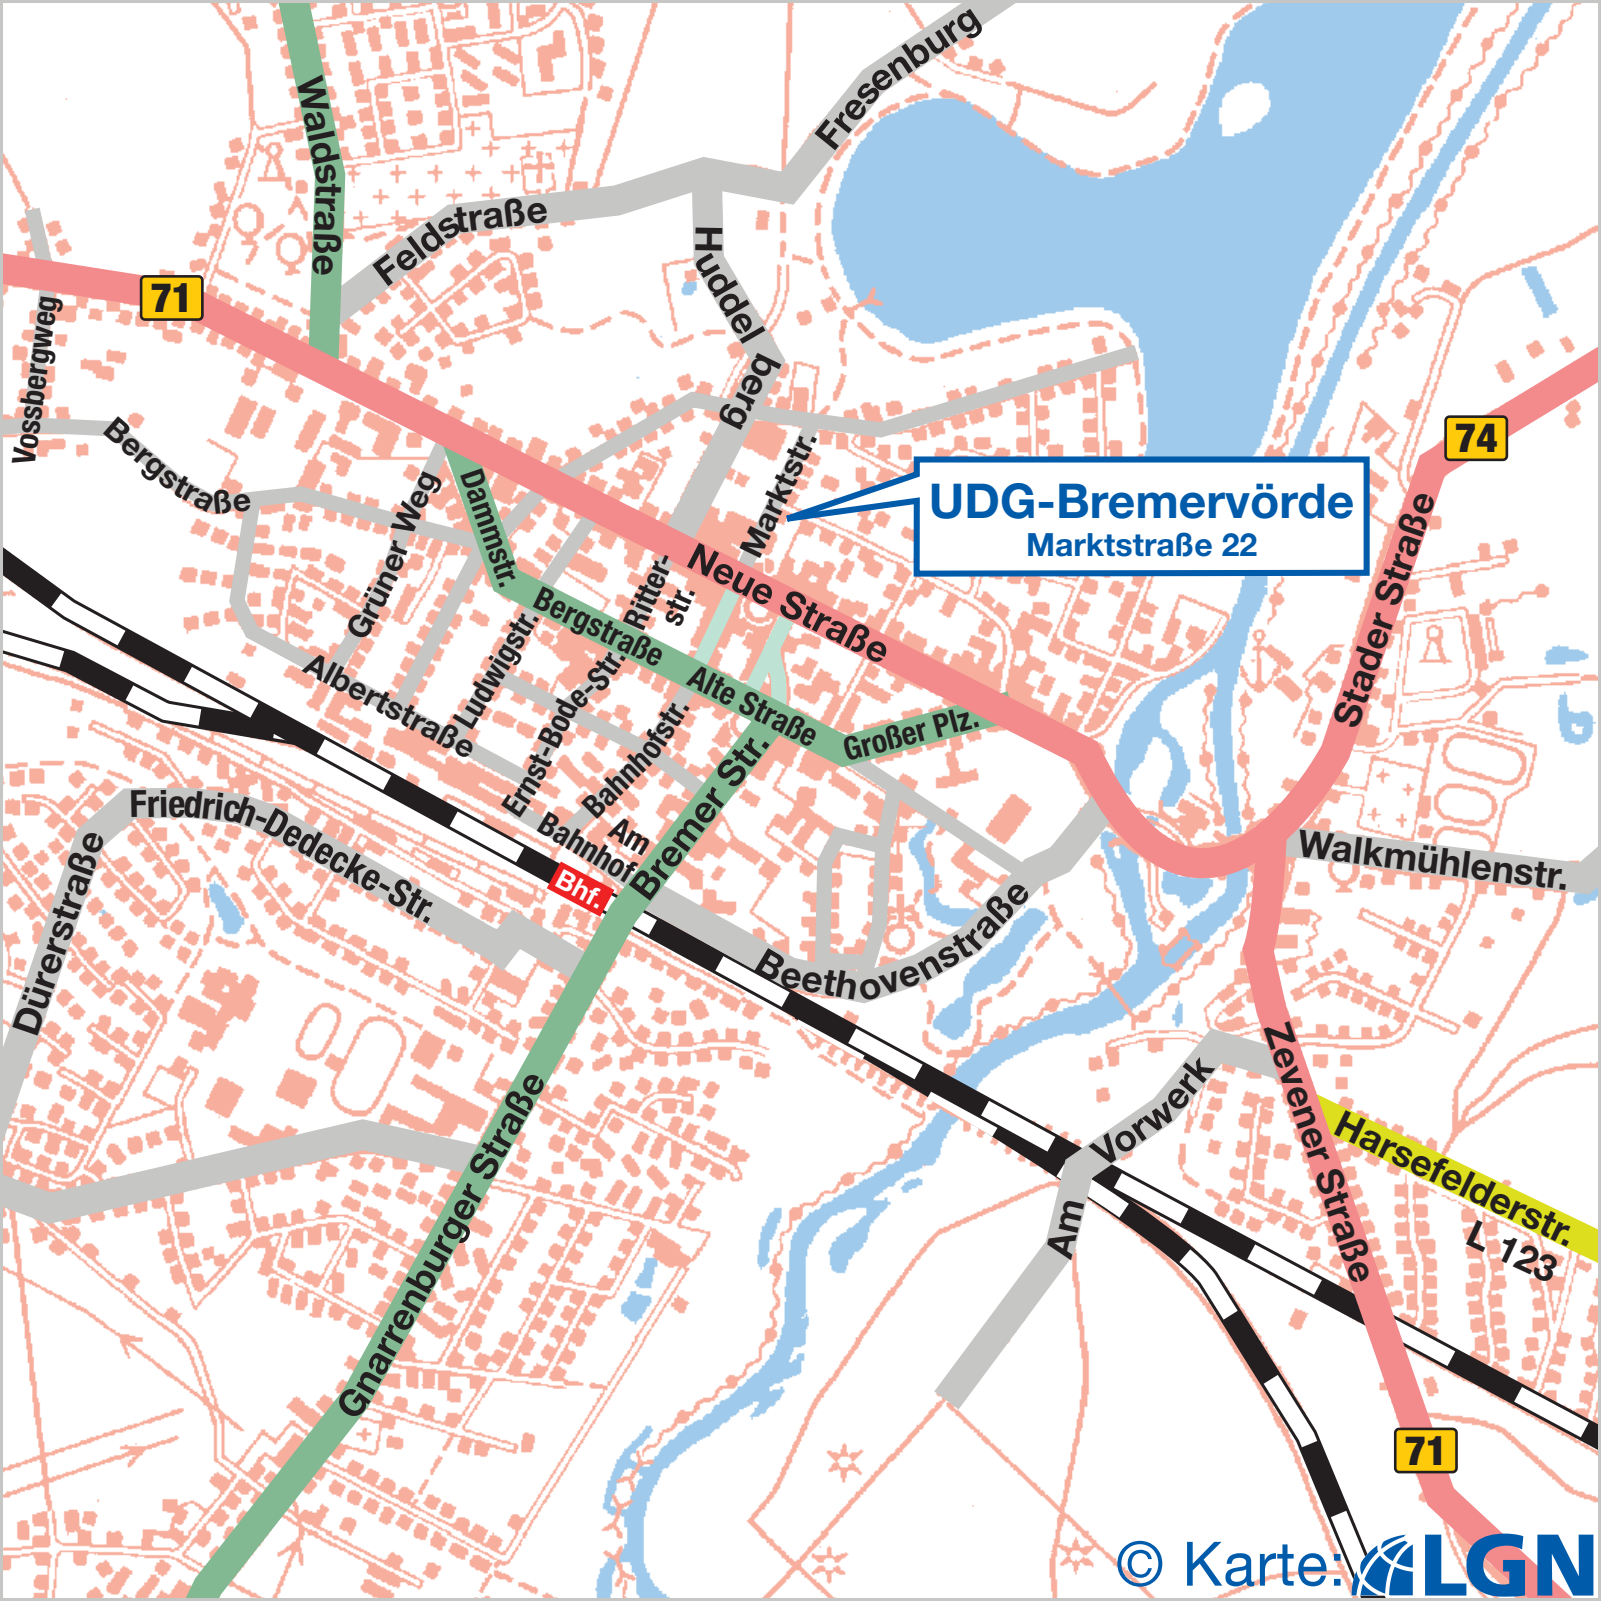 Fresenburg
Waldstraße
Feldstraße
Huddel
berg
71
Vossbergweg
Bergstraße
Grüner Weg
Dammstr.
Marktstr.
74
UDG-Bremervörde
Marktstraße 22
Neue Straße
Stader Straße
Ritter-
str.
Bergstraße
Ludwigstr.
Albertstraße
Ernst-Bode-Str.
Alte Straße
Großer Plz.
Bahnhofstr.
Bremer Str.
Am
Bahnhof
Bhf.
Friedrich-Dedecke-Str.
Dürerstraße
Walkmühlenstr.
Beethovenstraße
Gnarrenburger Straße
Zevener Straße
Vorwerk
Am
Harsefelderstr.
L 123
71
© Karte: LGN